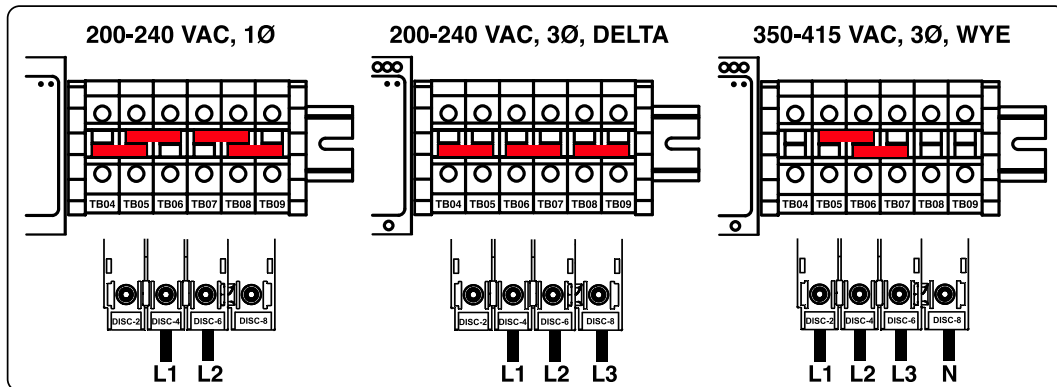 200-240 VAC, 1Ø
TB04 TB05 TB06 TB07 TB08 TB09
DISC-2 DISC-4 DISC-6 DISC-8
L1 L2
200-240 VAC, 3Ø, DELTA
TB04 TB05 TB06 TB07 TB08 TB09
DISC-2 DISC-4 DISC-6 DISC-8
L1 L2 L3
350-415 VAC, 3Ø, WYE
TB04 TB05 TB06 TB07 TB08 TB09
DISC-2 DISC-4 DISC-6 DISC-8
L1 L2 L3 N